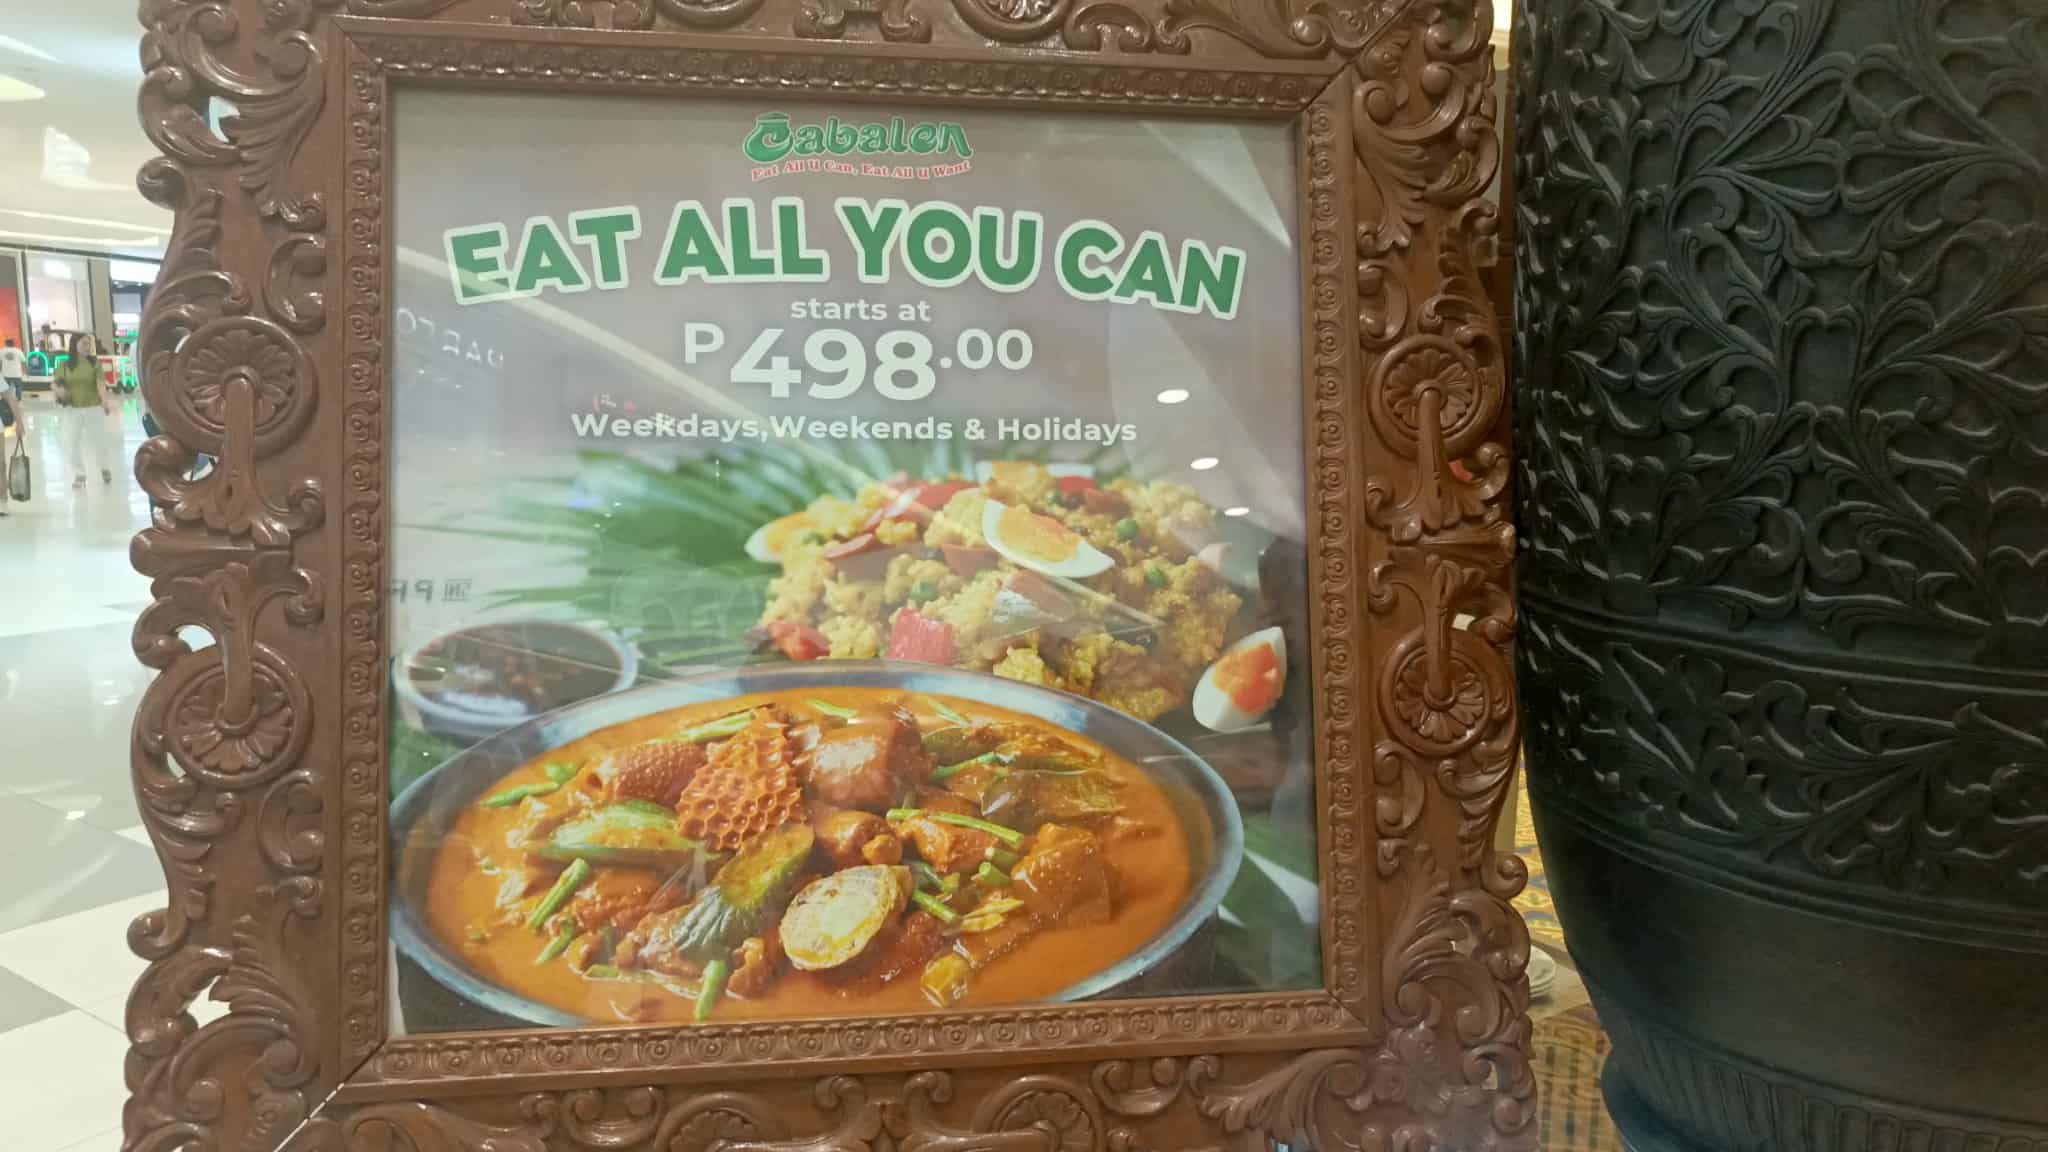 Cabalen
Eat All U Can, Eat All U Want
EAT ALL YOU CAN
starts at
P498.00
Weekdays,Weekends & Holidays